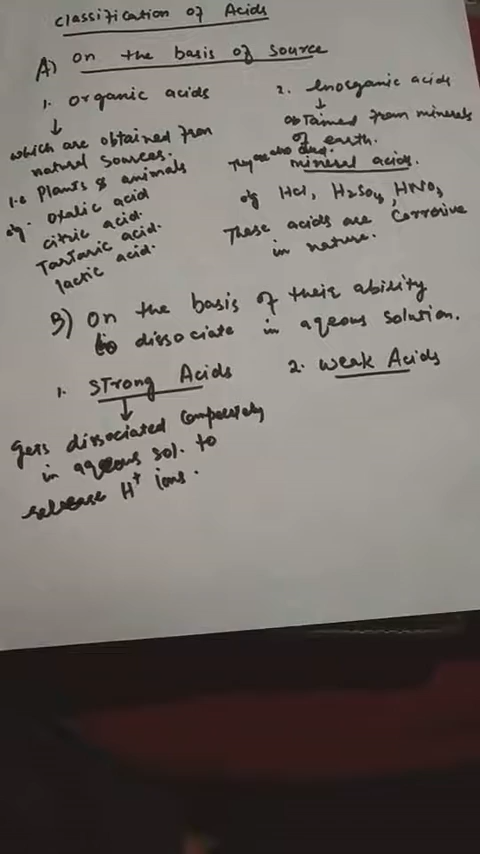 classification of Acids
A) on the basis of source
1. organic acids
↓
which are obtained from
natural sources.
i.e Plants & animals
eg. Oxalic acid
citric acid.
Tartaric acid.
lactic acid.
2. Inorganic acids
↓
obtained from minerals
of earth.
They are also
mineral acids.
eg HCl, H2SO4, HNO3
These acids are corrosive
in nature.
B) on the basis of their ability
to dissociate in aqeous solution.
1. STrong Acids
↓
Gets dissociated completely
in aqeous sol. to
release H+ ions.
2. weak Acids